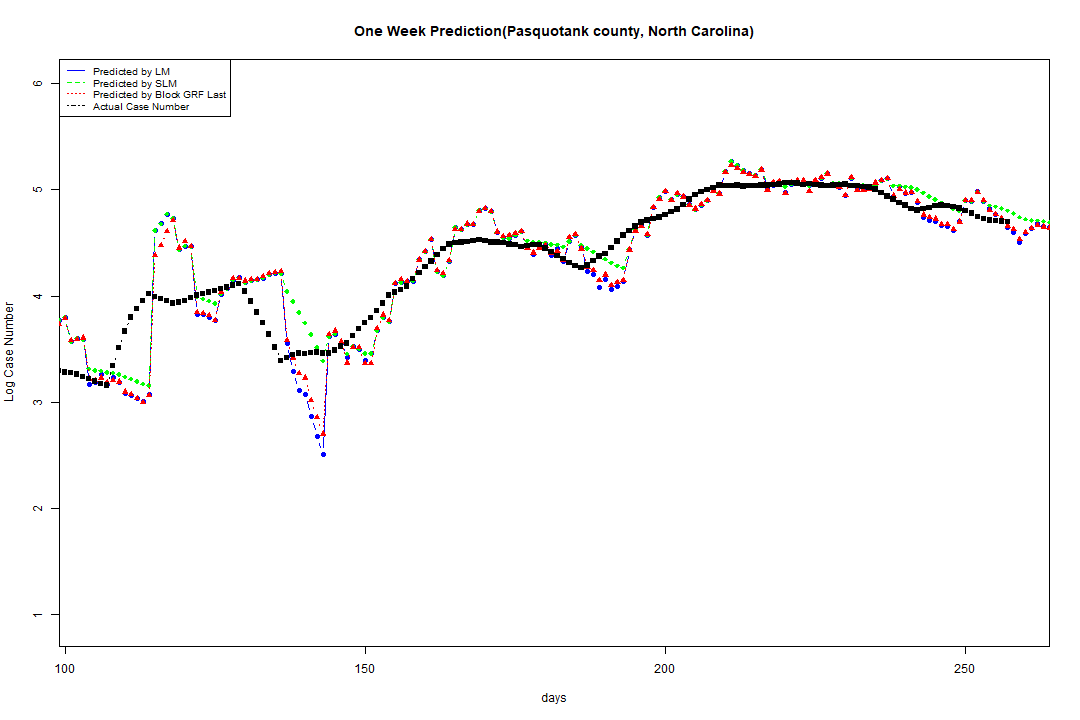 One Week Prediction(Pasquotank county, North Carolina)
Predicted by LM
Predicted by SLM
Predicted by Block GRF Last
Actual Case Number
6
5
4
3
2
1
Log Case Number
100 150 200 250
days